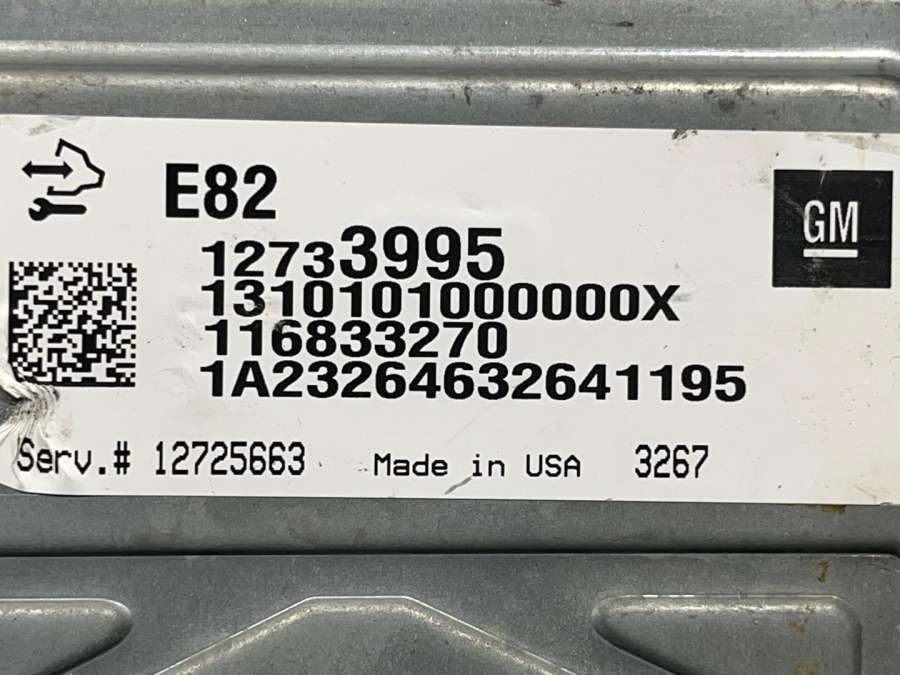 E82
GM
12733995
1310101000000X
116833270
1A23264632641195
Serv.# 12725663 Made in USA 3267